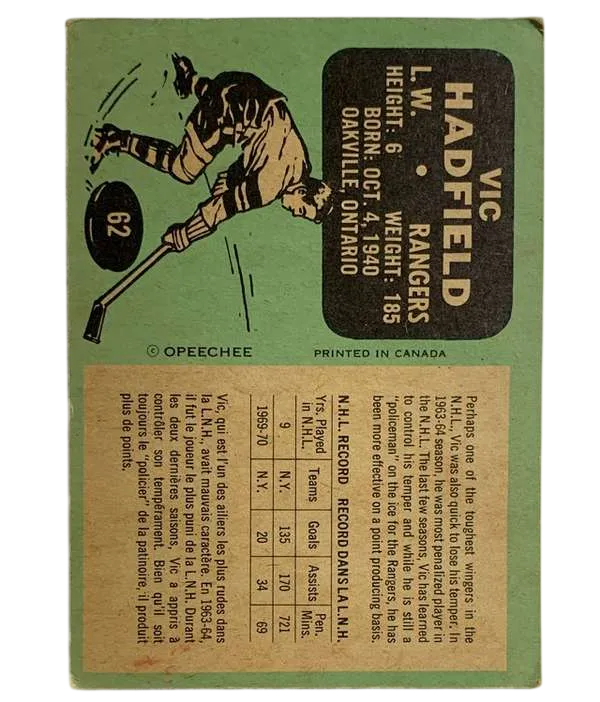 VIC
HADFIELD
L.W. • RANGERS
HEIGHT: 6 WEIGHT: 185
BORN: OCT. 4, 1940
OAKVILLE, ONTARIO
62
© OPEECHEE
PRINTED IN CANADA
Perhaps one of the toughest wingers in the
N.H.L., Vic was also quick to lose his temper. In
1963-64 season, he was most penalized player in
the N.H.L. The last few seasons, Vic has learned
to control his temper and while he is still a
"policeman" on the ice for the Rangers, he has
been more effective on a point producing basis.
N.H.L. RECORD RECORD DANS LA L.N.H.
Yrs. Played in N.H.L. Teams Goals Assists Pen. Mins.
9 N.Y. 135 170 721
1969-70 N.Y. 20 34 69
Vic, qui est l'un des ailiers les plus rudes dans
la L.N.H., avait mauvais caractère. En 1963-64,
il fut le joueur le plus puni de la L.N.H. Durant
les deux dernières saisons, Vic a appris à
contrôler son tempérament. Bien qu'il soit
toujours le "policier" de la patinoire, il produit
plus de points.